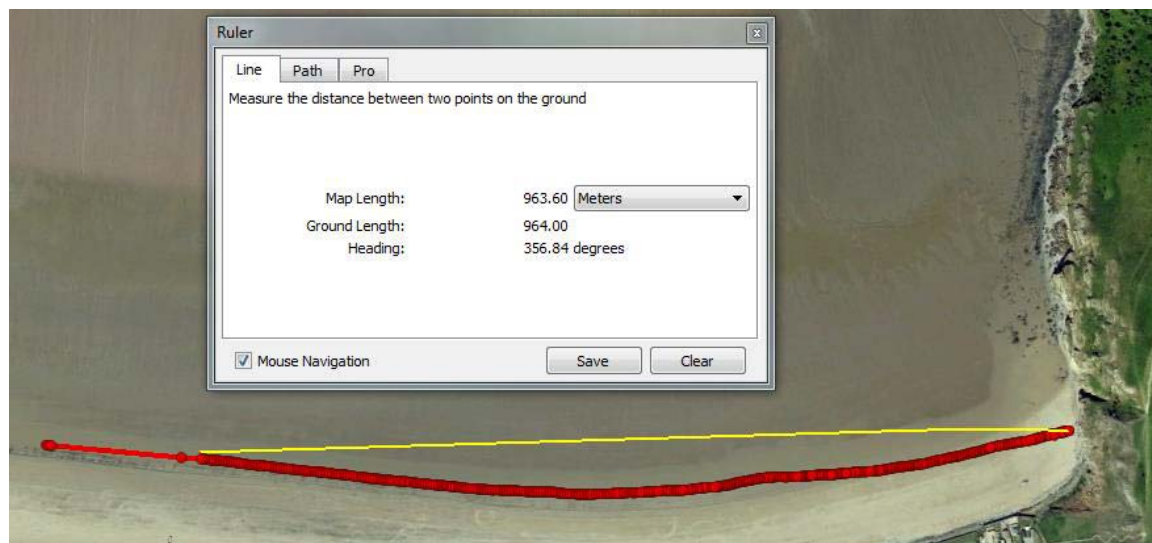 Ruler
Line Path Pro
Measure the distance between two points on the ground
Map Length: 963.60 Meters
Ground Length: 964.00
Heading: 356.84 degrees
Mouse Navigation Save Clear